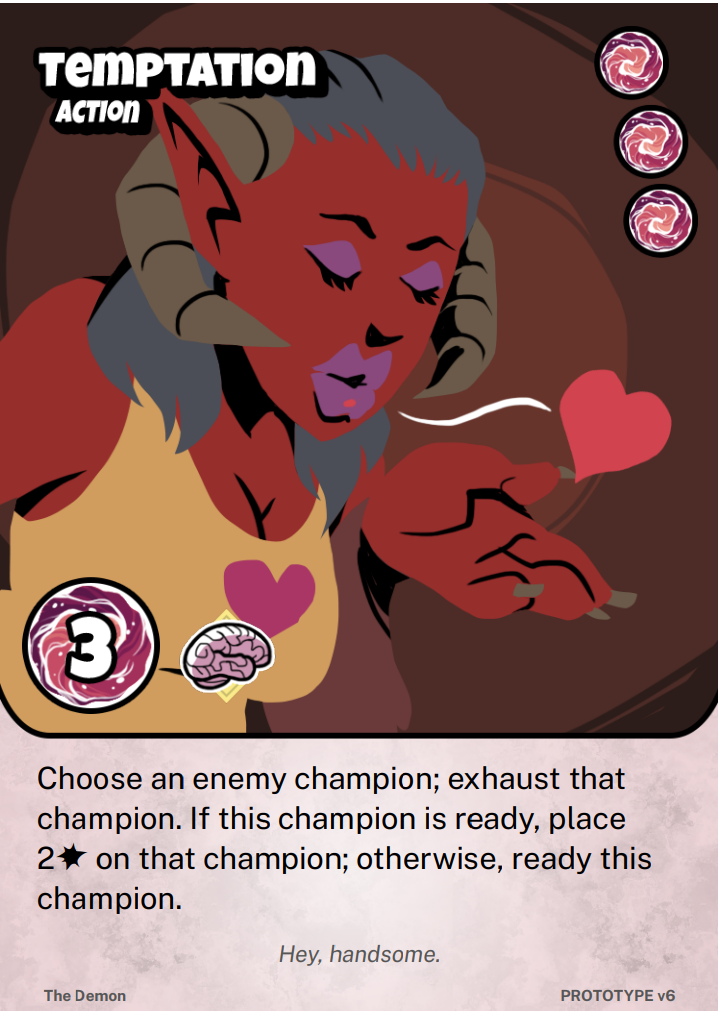 TEMPTATION
ACTION
3
Choose an enemy champion; exhaust that
champion. If this champion is ready, place
2✸ on that champion; otherwise, ready this
champion.
Hey, handsome.
The Demon
PROTOTYPE v6